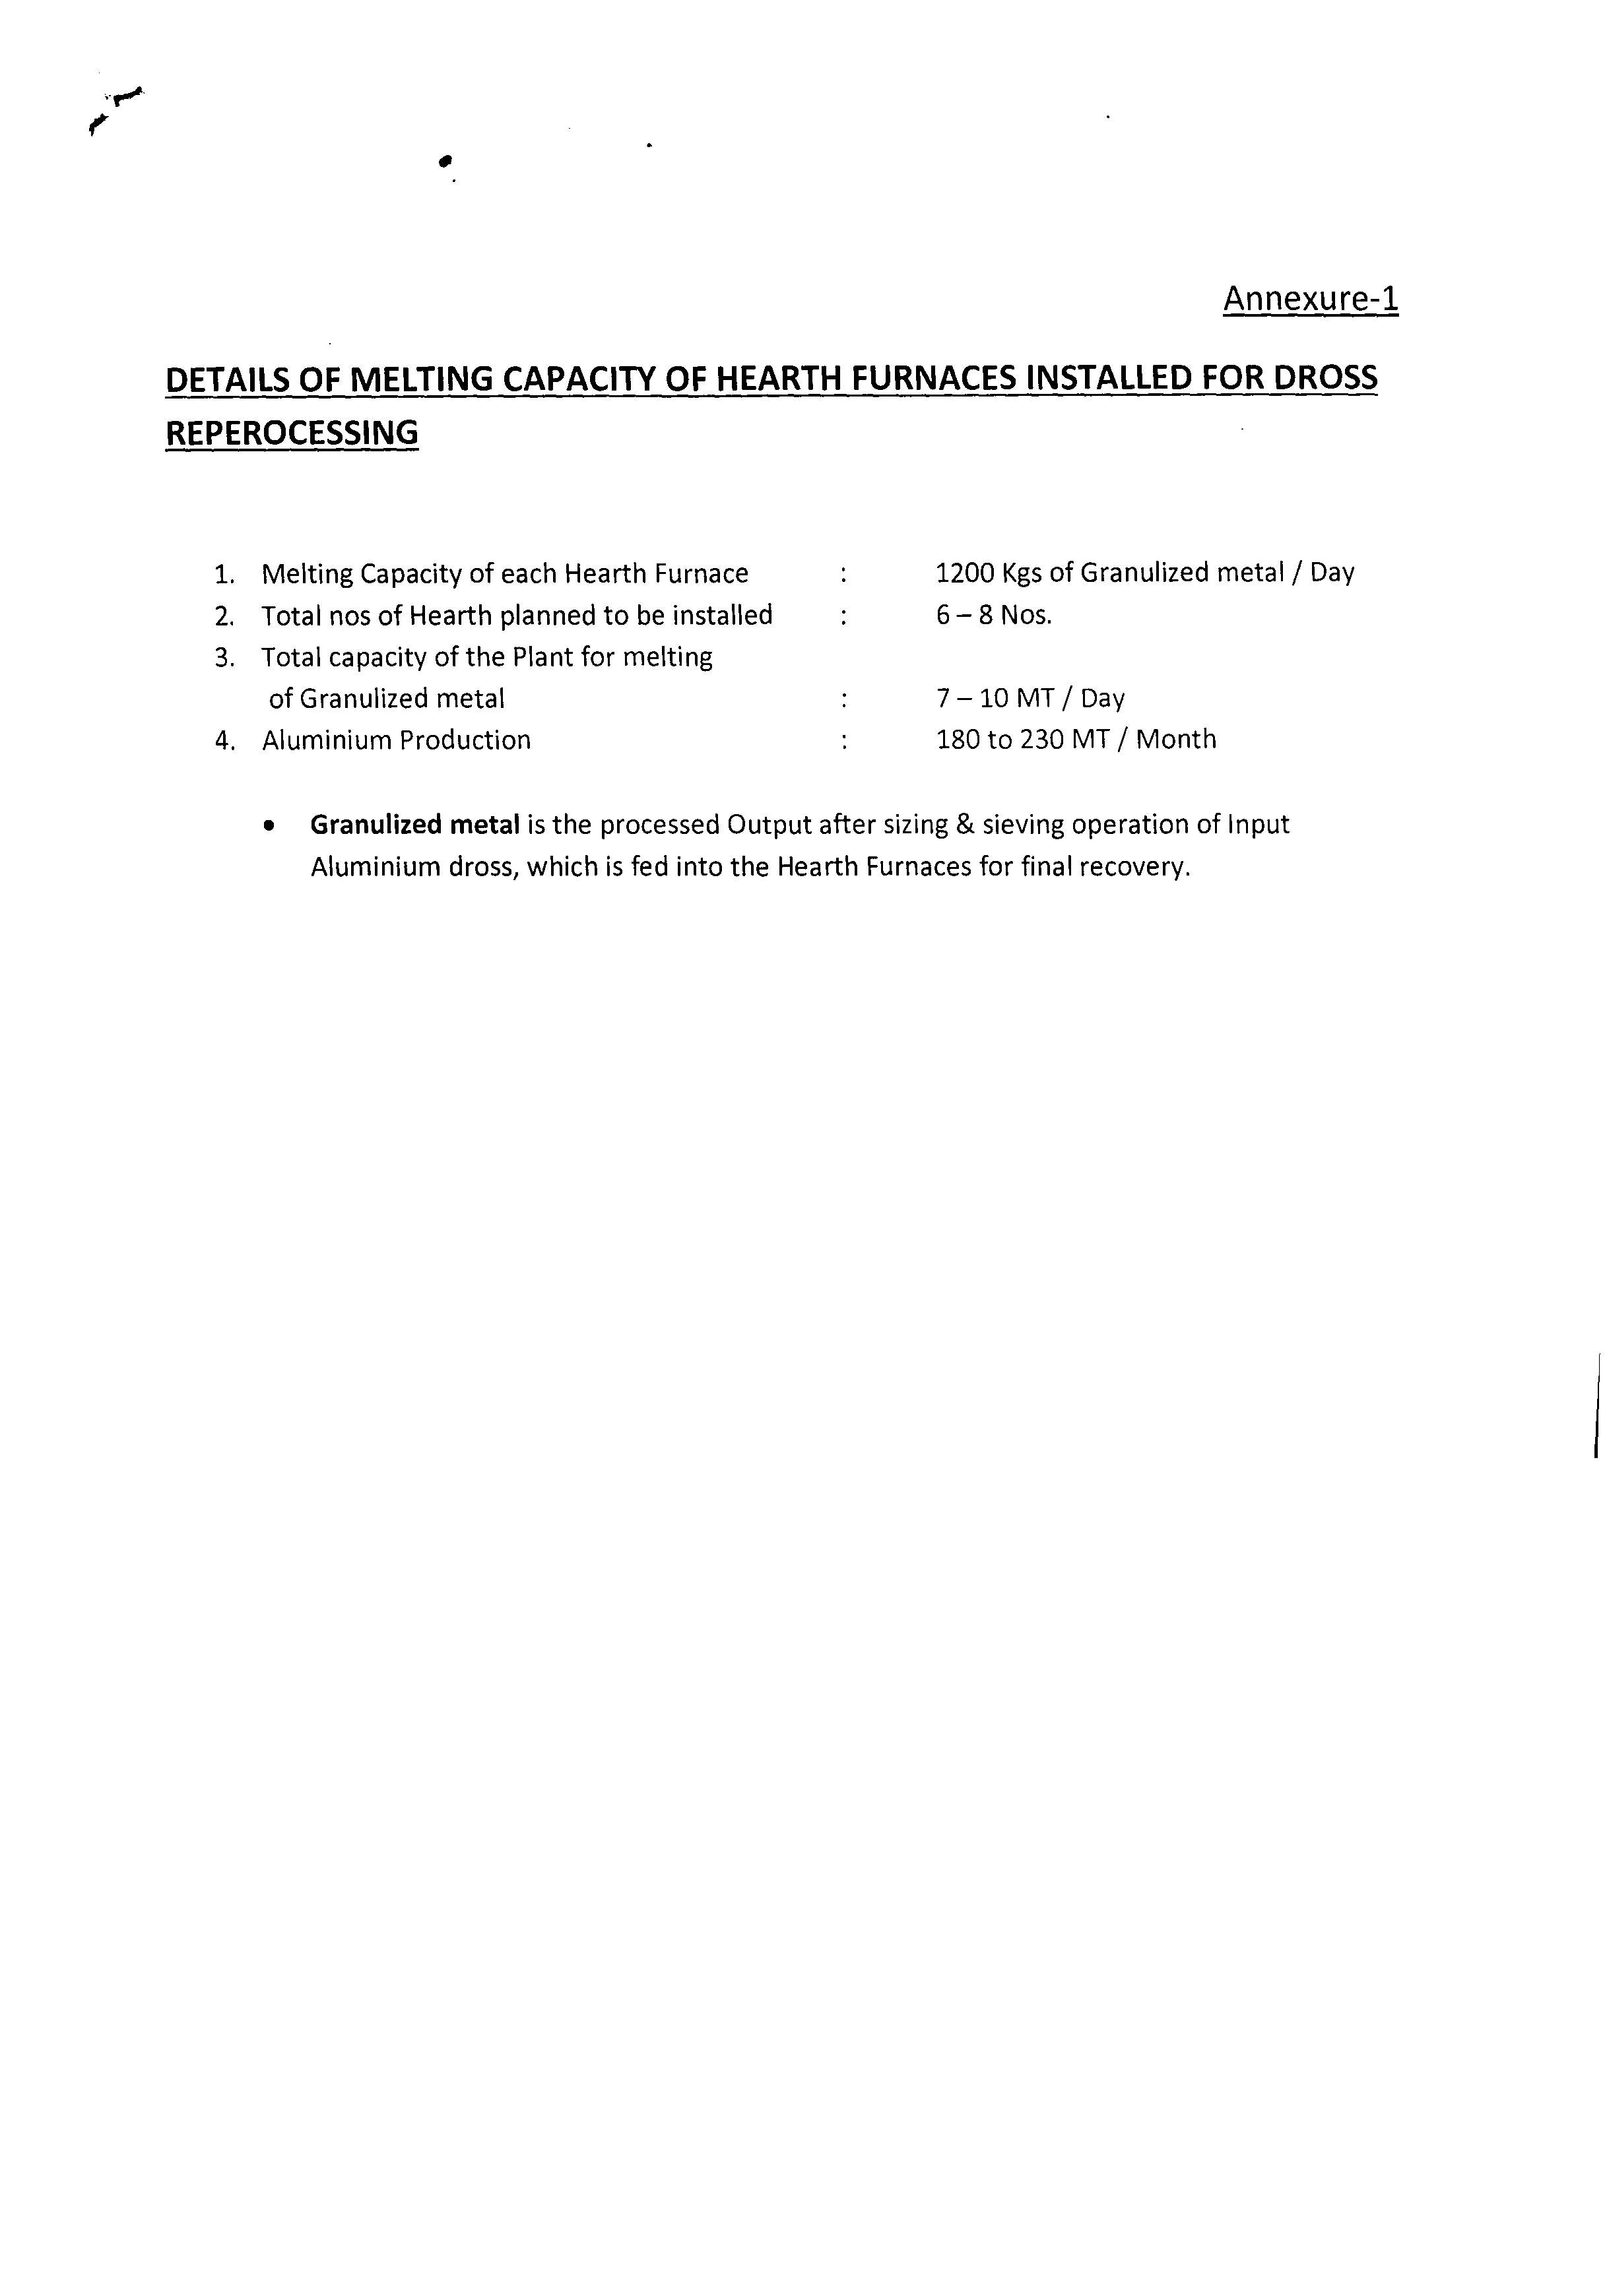 Annexure-1
DETAILS OF MELTING CAPACITY OF HEARTH FURNACES INSTALLED FOR DROSS
REPEROCESSING
1. Melting Capacity of each Hearth Furnace : 1200 Kgs of Granulized metal / Day
2. Total nos of Hearth planned to be installed : 6 – 8 Nos.
3. Total capacity of the Plant for melting
of Granulized metal : 7 – 10 MT / Day
4. Aluminium Production : 180 to 230 MT / Month
• Granulized metal is the processed Output after sizing & sieving operation of Input
Aluminium dross, which is fed into the Hearth Furnaces for final recovery.